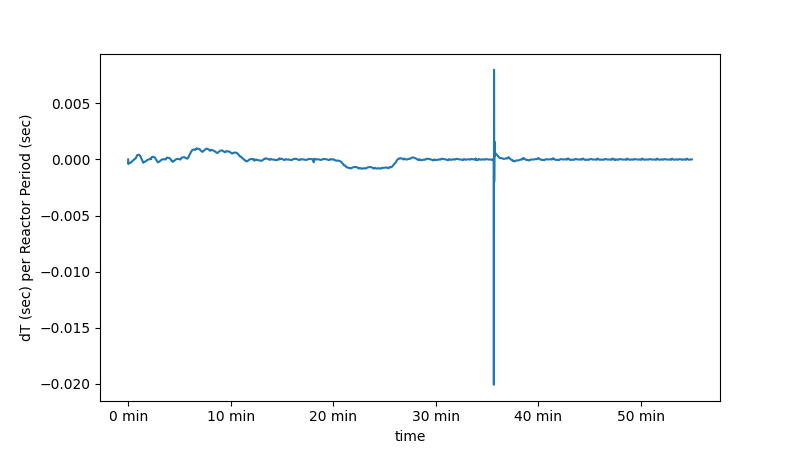 dT (sec) per Reactor Period (sec)
0.005
0.000
−0.005
−0.010
−0.015
−0.020
0 min 10 min 20 min 30 min 40 min 50 min
time